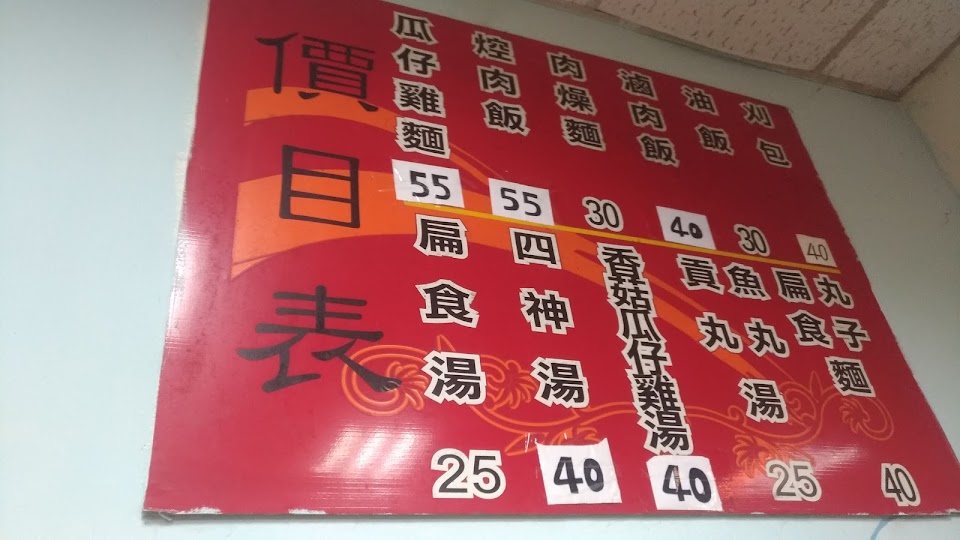 價目表
瓜仔雞麵
55
焢肉飯
55
肉燥麵
30
滷肉飯
40
油飯
30
刈包
40
扁食湯
25
四神湯
40
香菇瓜仔雞湯
40
貢丸
魚丸湯
25
扁食
丸子麵
40